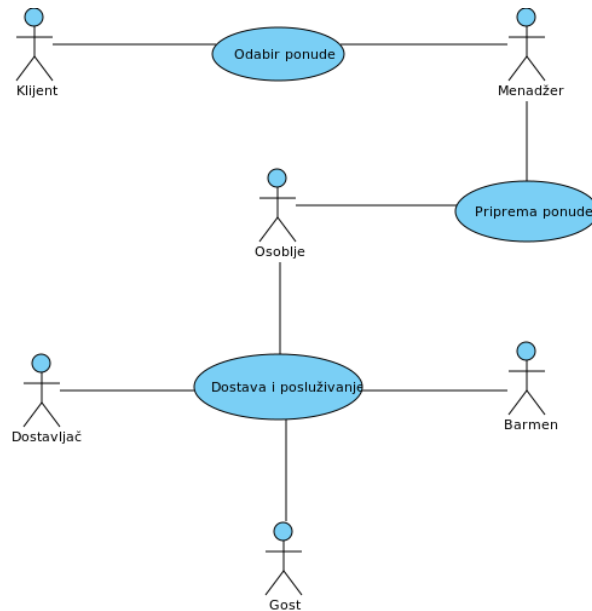 Odabir ponude
Klijent
Menadžer
Priprema ponude
Osoblje
Dostava i posluživanje
Dostavljač
Barmen
Gost